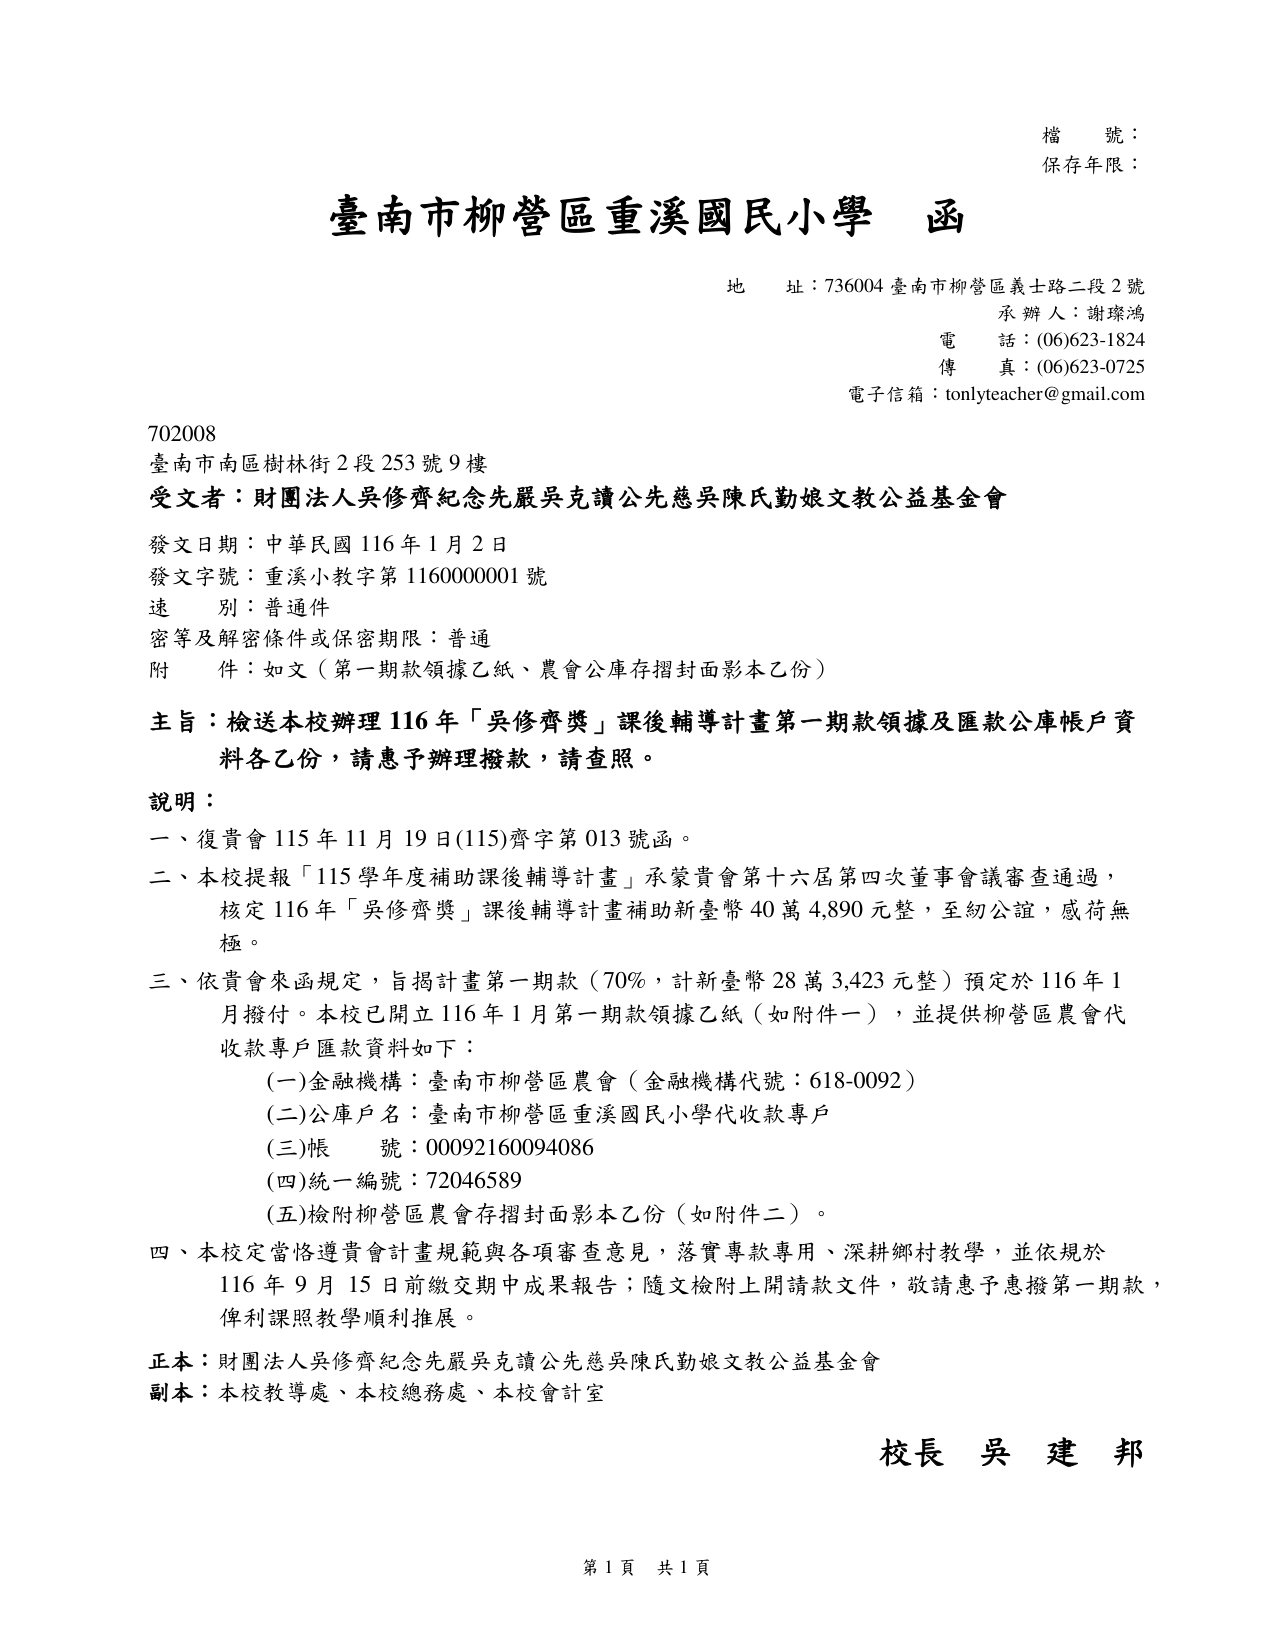 檔　　號：
保存年限：
臺南市柳營區重溪國民小學　函
地　　址：736004 臺南市柳營區義士路二段 2 號
承 辦 人：謝璨鴻
電　　話：(06)623-1824
傳　　真：(06)623-0725
電子信箱：tonlyteacher@gmail.com
702008
臺南市南區樹林街 2 段 253 號 9 樓
受文者：財團法人吳修齊紀念先嚴吳克讀公先慈吳陳氏勤娘文教公益基金會
發文日期：中華民國 116 年 1 月 2 日
發文字號：重溪小教字第 1160000001 號
速　　別：普通件
密等及解密條件或保密期限：普通
附　　件：如文（第一期款領據乙紙、農會公庫存摺封面影本乙份）
主旨：檢送本校辦理 116 年「吳修齊獎」課後輔導計畫第一期款領據及匯款公庫帳戶資
料各乙份，請惠予辦理撥款，請查照。
說明：
一、復貴會 115 年 11 月 19 日(115)齊字第 013 號函。
二、本校提報「115 學年度補助課後輔導計畫」承蒙貴會第十六屆第四次董事會議審查通過，
核定 116 年「吳修齊獎」課後輔導計畫補助新臺幣 40 萬 4,890 元整，至紉公誼，感荷無
極。
三、依貴會來函規定，旨揭計畫第一期款（70%，計新臺幣 28 萬 3,423 元整）預定於 116 年 1
月撥付。本校已開立 116 年 1 月第一期款領據乙紙（如附件一），並提供柳營區農會代
收款專戶匯款資料如下：
(一)金融機構：臺南市柳營區農會（金融機構代號：618-0092）
(二)公庫戶名：臺南市柳營區重溪國民小學代收款專戶
(三)帳　　號：00092160094086
(四)統一編號：72046589
(五)檢附柳營區農會存摺封面影本乙份（如附件二）。
四、本校定當恪遵貴會計畫規範與各項審查意見，落實專款專用、深耕鄉村教學，並依規於
116 年 9 月 15 日前繳交期中成果報告；隨文檢附上開請款文件，敬請惠予惠撥第一期款，
俾利課照教學順利推展。
正本：財團法人吳修齊紀念先嚴吳克讀公先慈吳陳氏勤娘文教公益基金會
副本：本校教導處、本校總務處、本校會計室
校長　吳　建　邦
第 1 頁　共 1 頁